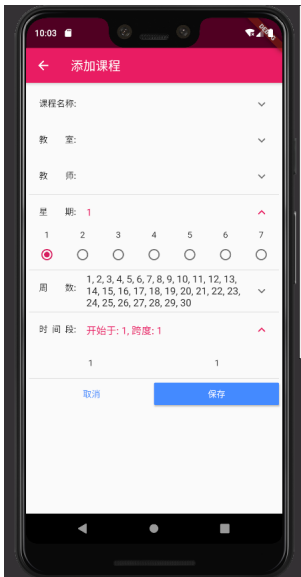 10:03
DEBUG
添加课程
课程名称:
教 室:
教 师:
星 期: 1
1 2 3 4 5 6 7
周 数: 1, 2, 3, 4, 5, 6, 7, 8, 9, 10, 11, 12, 13,
14, 15, 16, 17, 18, 19, 20, 21, 22, 23,
24, 25, 26, 27, 28, 29, 30
时 间 段: 开始于: 1, 跨度: 1
1 1
取消 保存